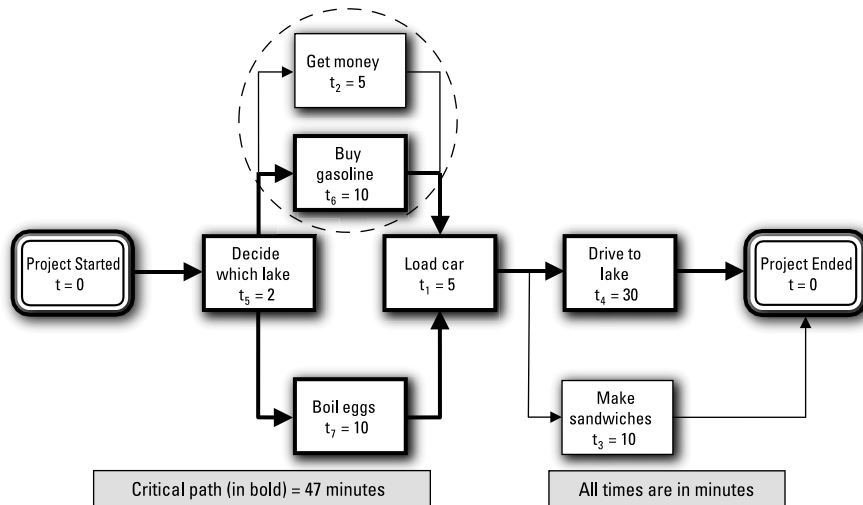 Get money
t₂ = 5
Buy
gasoline
t₆ = 10
Project Started
t = 0
Decide
which lake
t₅ = 2
Load car
t₁ = 5
Drive to
lake
t₄ = 30
Project Ended
t = 0
Boil eggs
t₇ = 10
Make
sandwiches
t₃ = 10
Critical path (in bold) = 47 minutes
All times are in minutes